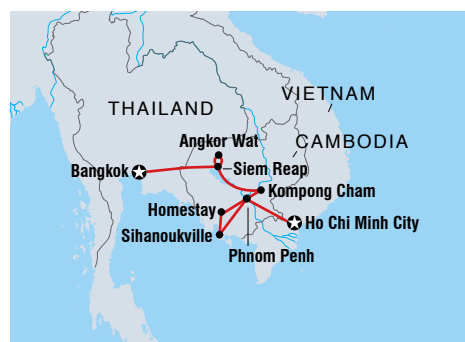 VIETNAM
THAILAND
Angkor Wat
CAMBODIA
Bangkok
Siem Reap
Kompong Cham
Homestay
Ho Chi Minh City
Sihanoukville
Phnom Penh